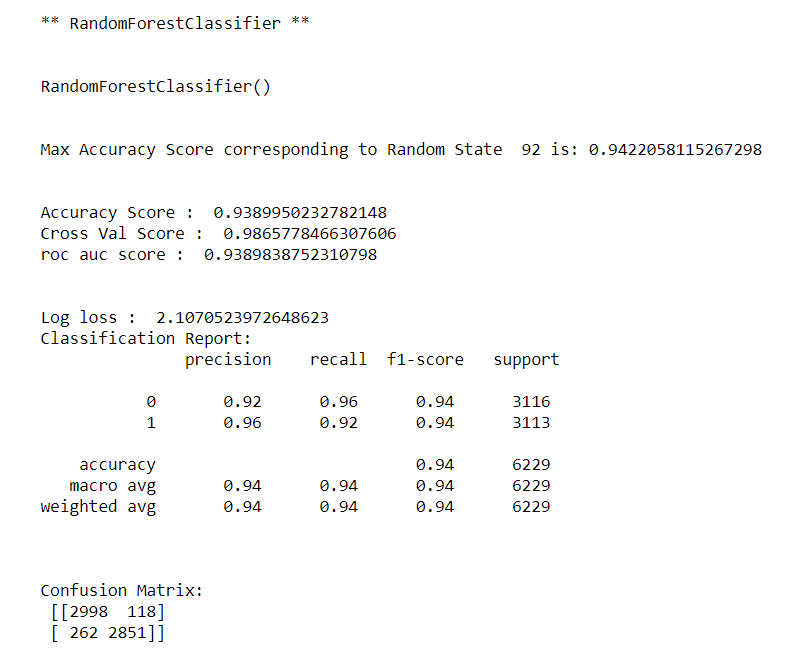 ** RandomForestClassifier **
RandomForestClassifier()
Max Accuracy Score corresponding to Random State  92 is: 0.9422058115267298
Accuracy Score :  0.9389950232782148
Cross Val Score :  0.9865778466307606
roc auc score :  0.9389838752310798
Log loss :  2.1070523972648623
Classification Report:
precision    recall  f1-score   support
0       0.92      0.96      0.94      3116
1       0.96      0.92      0.94      3113
accuracy                           0.94      6229
macro avg       0.94      0.94      0.94      6229
weighted avg       0.94      0.94      0.94      6229
Confusion Matrix:
[[2998  118]
[ 262 2851]]